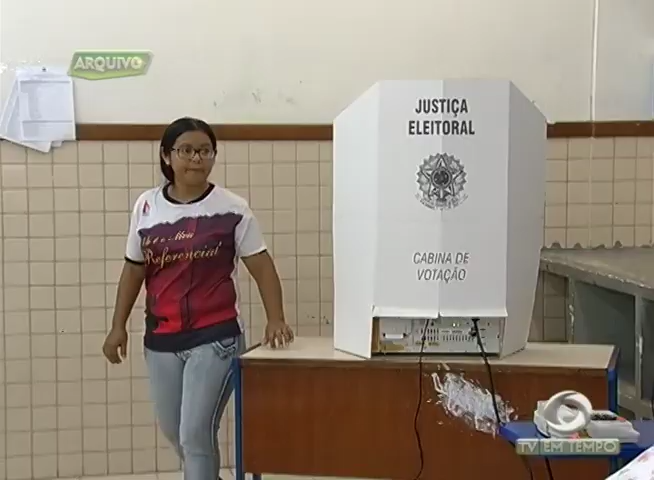 ARQUIVO
JUSTIÇA
ELEITORAL
CABINA DE
VOTAÇÃO
Referencial
TV EM TEMPO